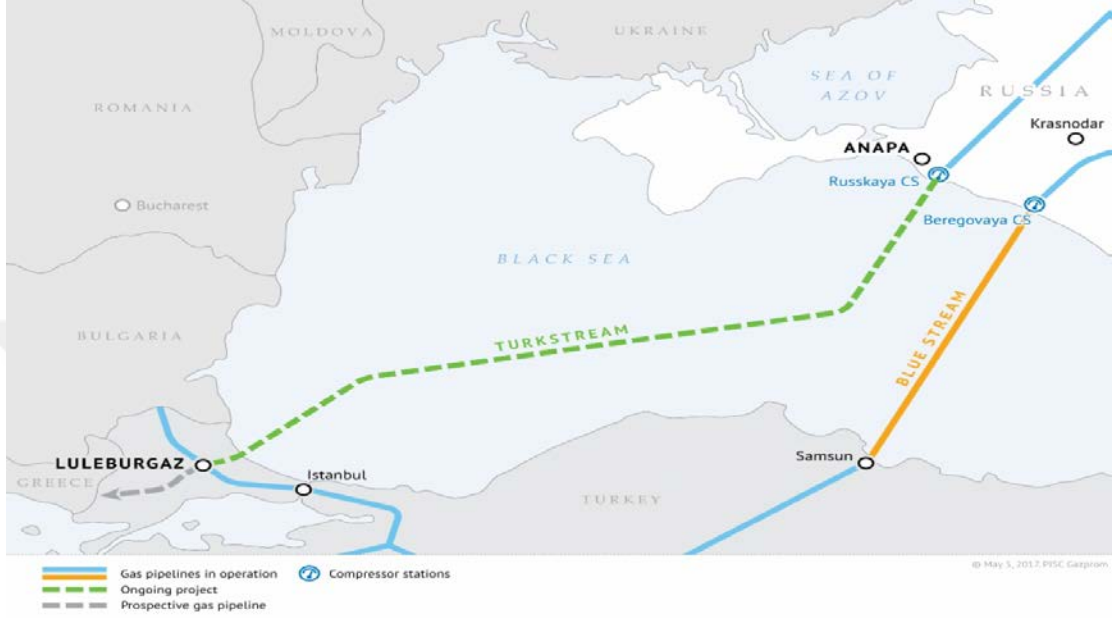 MOLDOVA
UKRAINE
SEA OF
AZOV
RUSSIA
ROMANIA
Krasnodar
ANAPA
Russkaya CS
Bucharest
Beregovaya CS
BLACK SEA
BULGARIA
TURKSTREAM
BLUE STREAM
LULEBURGAZ
Samsun
GREECE
Istanbul
TURKEY
Gas pipelines in operation
Compressor stations
© May 5, 2017, PJSC Gazprom
Ongoing project
Prospective gas pipeline